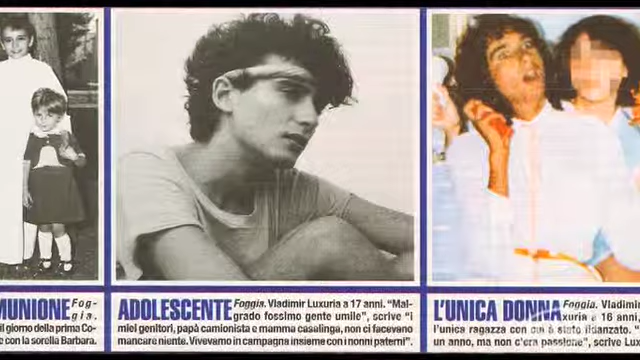 MUNIONE Fog-
gia.
il giorno della prima Co-
e con la sorella Barbara.
ADOLESCENTE Foggia. Vladimir Luxuria a 17 anni. “Mal-
grado fossimo gente umile”, scrive “i
miei genitori, papà camionista e mamma casalinga, non ci facevano
mancare niente. Vivevamo in campagna insieme con i nonni paterni”.
L'UNICA DONNA Foggia. Vladimir
xuria a 16 anni,
l'unica ragazza con cui è stato fidanzato.
un anno, ma non c'era passione”, scrive Lux